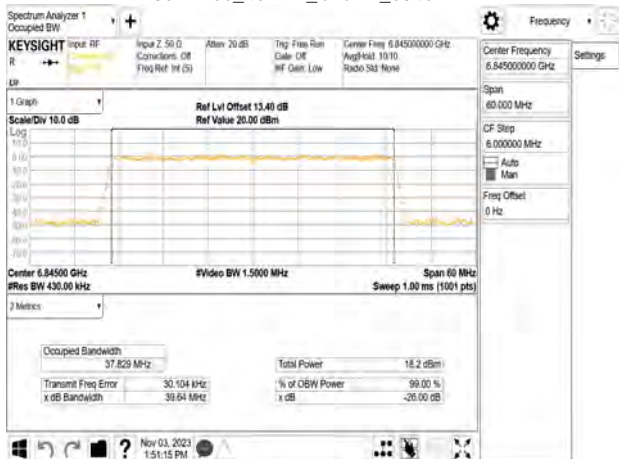 Spectrum Analyzer 1
Occupied BW
Frequency
KEYSIGHT
Input: RF
R
Input Z: 50 Ω
Corrections: Off
Freq Ref: Int (S)
Atten: 20 dB
Trig: Free Run
Gate: Off
#IF Gain: Low
Center Freq: 6.845000000 GHz
Avg|Hold: 10/10
Radio Std: None
Center Frequency
6.845000000 GHz
Settings
Span
60.000 MHz
CF Step
6.000000 MHz
Auto
Man
Freq Offset
0 Hz
1 Graph
Scale/Div 10.0 dB
Ref Lvl Offset 13.40 dB
Ref Value 20.00 dBm
Log
10.0
0.00
Center 6.84500 GHz
#Res BW 430.00 kHz
#Video BW 1.5000 MHz
Span 60 MHz
Sweep 1.00 ms (1001 pts)
2 Metrics
Occupied Bandwidth
37.829 MHz
Total Power
18.2 dBm
Transmit Freq Error
30.104 kHz
% of OBW Power
99.00 %
x dB Bandwidth
39.64 MHz
x dB
-26.00 dB
?
Nov 03, 2023
1:51:15 PM